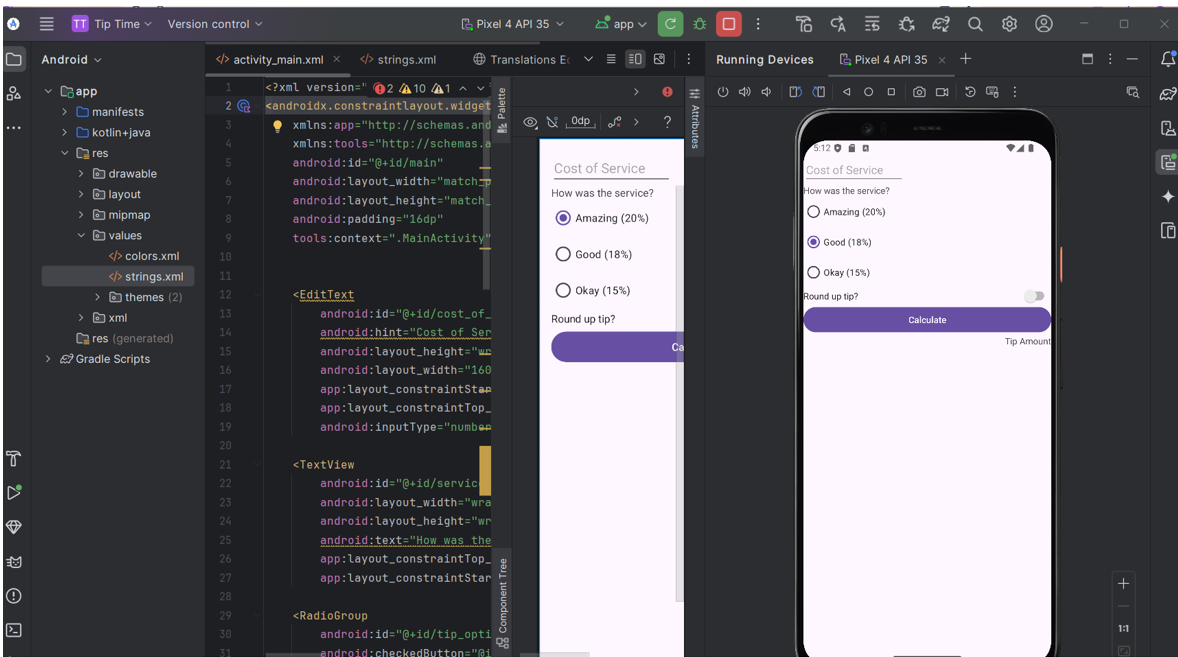 TT Tip Time Version control Pixel 4 API 35 app
Android
app
manifests
kotlin+java
res
drawable
layout
mipmap
values
colors.xml
strings.xml
themes (2)
xml
res (generated)
Gradle Scripts
activity_main.xml strings.xml Translations Ec
2 10 1
1 <?xml version="
2 <androidx.constraintlayout.widget
3 xmlns:app="http://schemas.and
4 xmlns:tools="http://schemas.a
5 android:id="@+id/main"
6 android:layout_width="match_p
7 android:layout_height="match_
8 android:padding="16dp"
9 tools:context=".MainActivity"
10
11
12 <EditText
13 android:id="@+id/cost_of_
14 android:hint="Cost of Ser
15 android:layout_height="wr
16 android:layout_width="160
17 app:layout_constraintStar
18 app:layout_constraintTop_
19 android:inputType="number
20
21 <TextView
22 android:id="@+id/service
23 android:layout_width="wra
24 android:layout_height="wr
25 android:text="How was the
26 app:layout_constraintTop_
27 app:layout_constraintStar
28
29 <RadioGroup
30 android:id="@+id/tip_opti
31 android:checkedButton="@i
Palette
Component Tree
0dp
Cost of Service
How was the service?
Amazing (20%)
Good (18%)
Okay (15%)
Round up tip?
Ca
Attributes
Running Devices Pixel 4 API 35
5:12
Cost of Service
How was the service?
Amazing (20%)
Good (18%)
Okay (15%)
Round up tip?
Calculate
Tip Amount
1:1